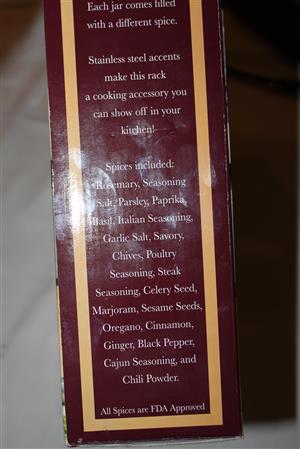 Each jar comes filled
with a different spice.
Stainless steel accents
make this rack
a cooking accessory you
can show off in your
kitchen!
Spices included:
Rosemary, Seasoning
Salt, Parsley, Paprika,
Basil, Italian Seasoning,
Garlic Salt, Savory,
Chives, Poultry
Seasoning, Steak
Seasoning, Celery Seed,
Marjoram, Sesame Seeds,
Oregano, Cinnamon,
Ginger, Black Pepper,
Cajun Seasoning, and
Chili Powder.
All Spices are FDA Approved